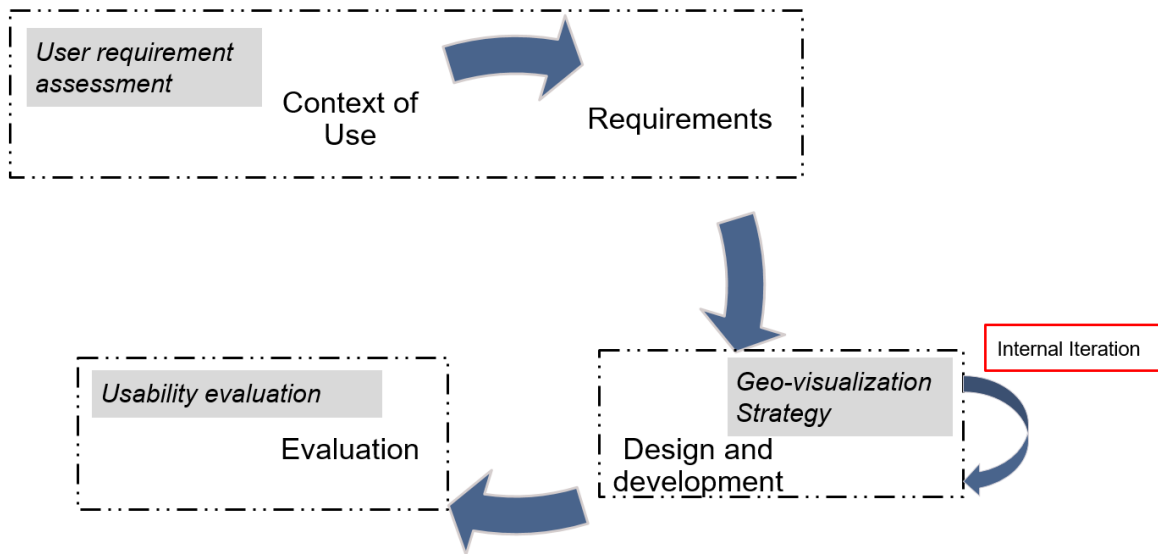 User requirement
assessment
Context of
Use
Requirements
Internal Iteration
Geo-visualization
Strategy
Design and
development
Usability evaluation
Evaluation